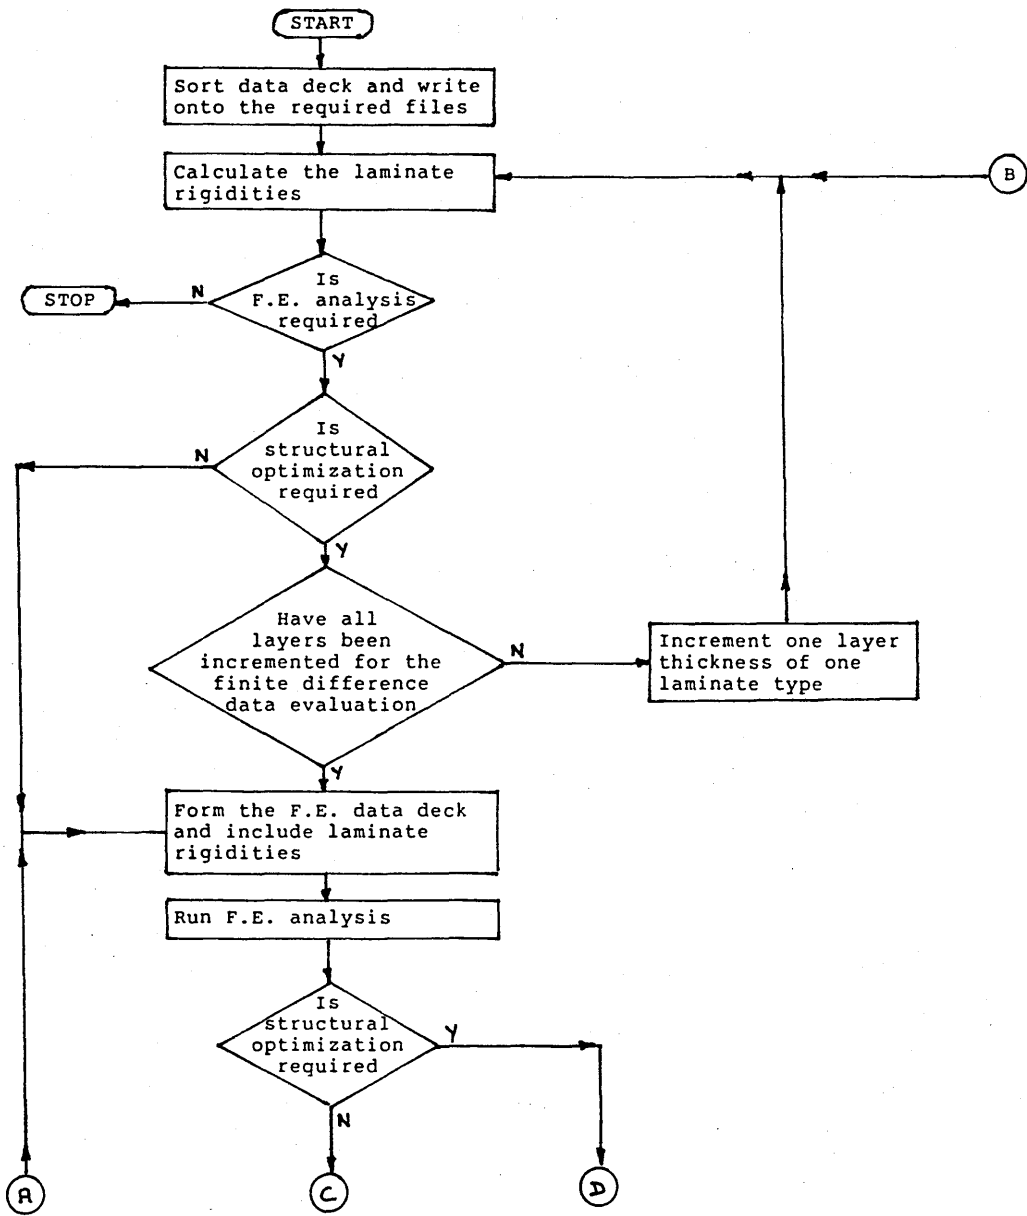 START
Sort data deck and write
onto the required files
Calculate the laminate
rigidities
B
Is
F.E. analysis
required
N
STOP
Y
Is
structural
optimization
required
N
Y
Have all
layers been
incremented for the
finite difference
data evaluation
N
Increment one layer
thickness of one
laminate type
Y
Form the F.E. data deck
and include laminate
rigidities
Run F.E. analysis
Is
structural
optimization
required
Y
N
A
C
D